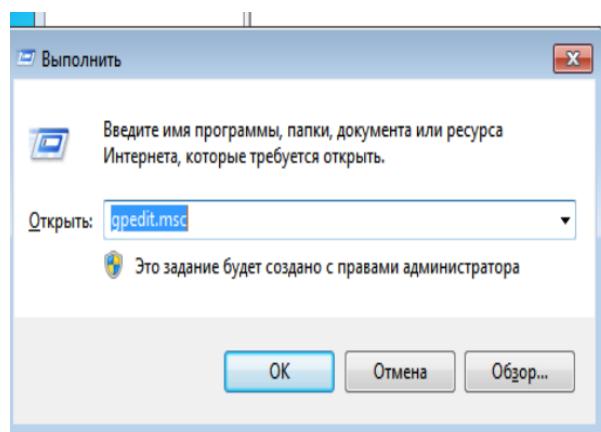 Выполнить
Введите имя программы, папки, документа или ресурса
Интернета, которые требуется открыть.
Открыть: gpedit.msc
Это задание будет создано с правами администратора
ОК Отмена Обзор...